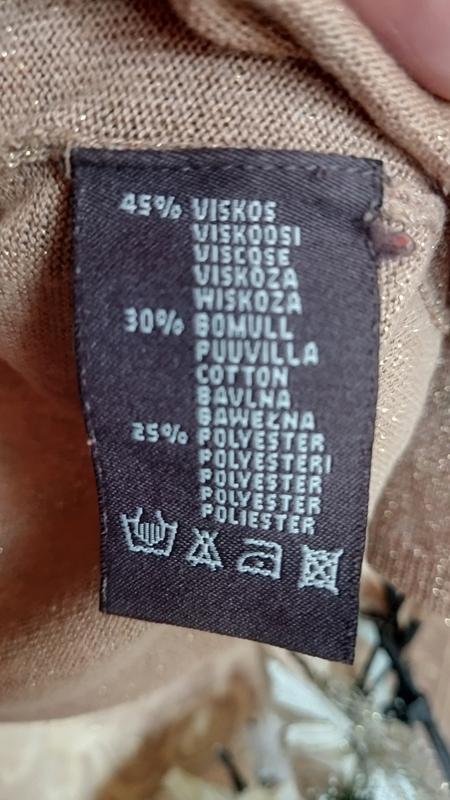 45% VISKOS
VISKOOSI
VISCOSE
VISKÓZA
WISKOZA
30% BOMULL
PUUVILLA
COTTON
BAVLNA
BAWEŁNA
25% POLYESTER
POLYESTERI
POLYESTER
POLYESTER
POLIESTER